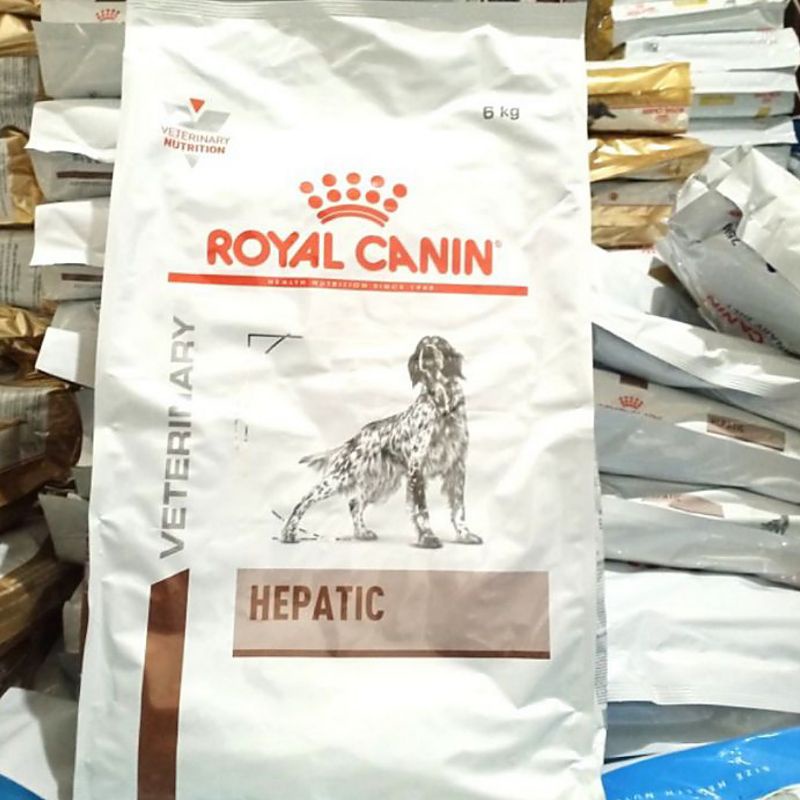 6 kg
VETERINARY
NUTRITION
ROYAL CANIN
HEALTH NUTRITION SINCE 1968
VETERINARY
HEPATIC